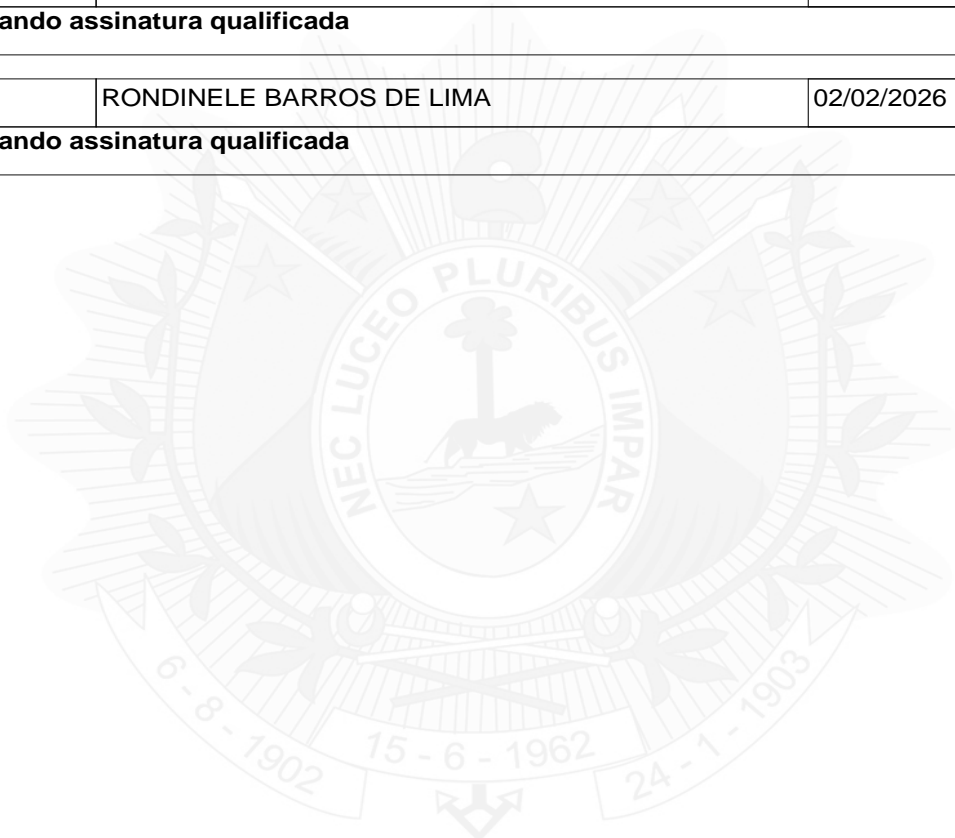 ando assinatura qualificada
RONDINELE BARROS DE LIMA 02/02/2026
ando assinatura qualificada
NEC LUCEO PLURIBUS IMPAR
6 - 8 - 1902
15 - 6 - 1962
24 - 1 - 1903